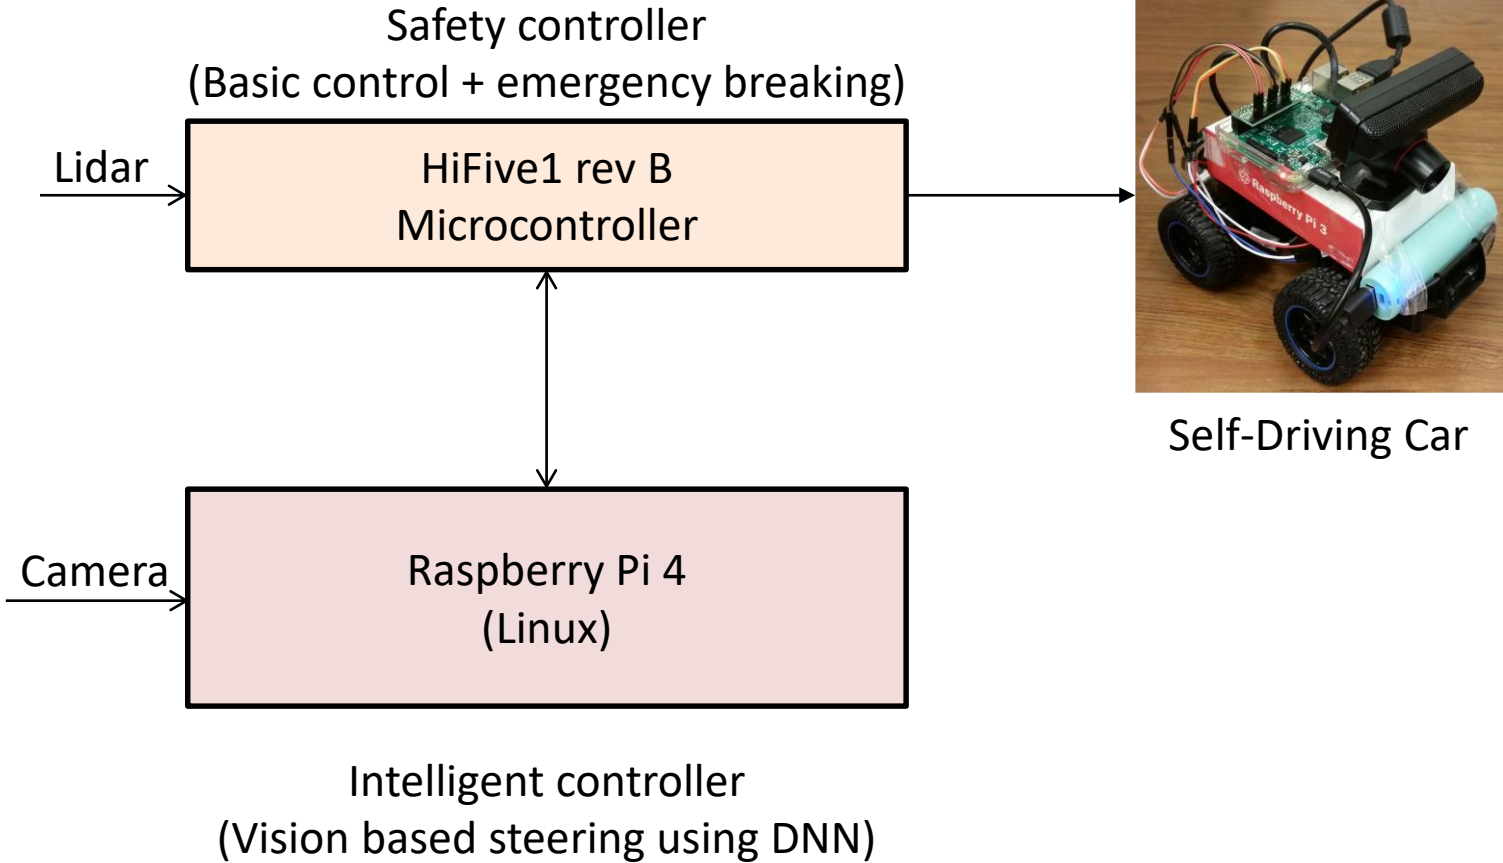 Safety controller
(Basic control + emergency breaking)
Lidar
HiFive1 rev B
Microcontroller
Raspberry Pi 3
Self-Driving Car
Camera
Raspberry Pi 4
(Linux)
Intelligent controller
(Vision based steering using DNN)